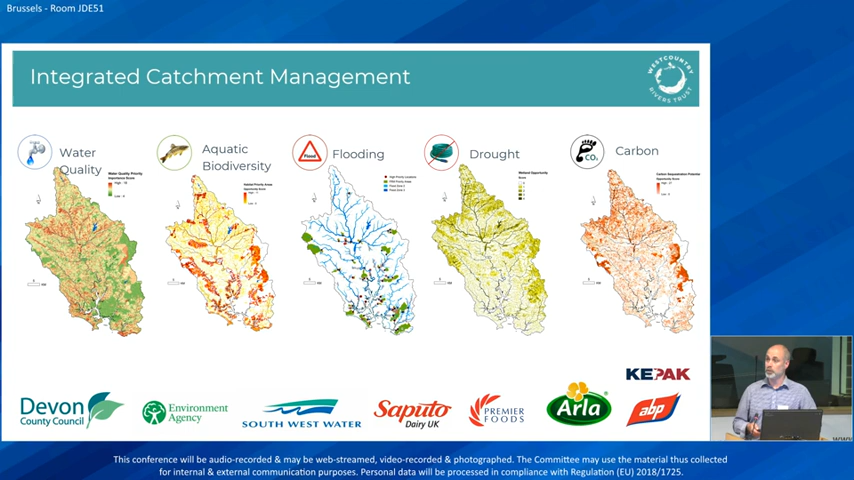 Brussels - Room JDE51
Integrated Catchment Management
WESTCOUNTRY
RIVERS TRUST
Water
Quality
Aquatic
Biodiversity
Flood
Flooding
Drought
CO₂
Carbon
KEPAK
Devon
County Council
Environment
Agency
SOUTH WEST WATER
Saputo
Dairy UK
PREMIER
FOODS
Arla
abp
This conference will be audio-recorded & may be web-streamed, video-recorded & photographed. The Committee may use the material thus collected
for internal & external communication purposes. Personal data will be processed in compliance with Regulation (EU) 2018/1725.